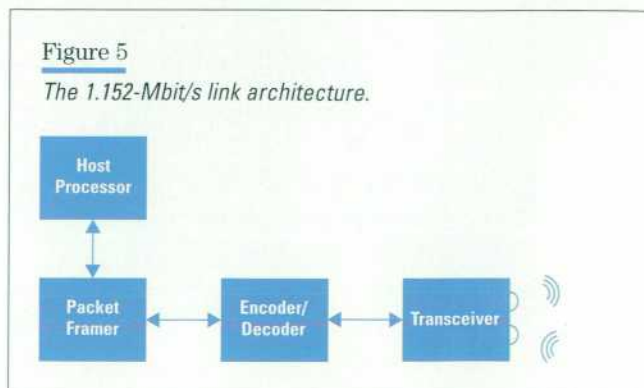 Figure 5
The 1.152-Mbit/s link architecture.
Host
Processor
Packet
Framer
Encoder/
Decoder
Transceiver